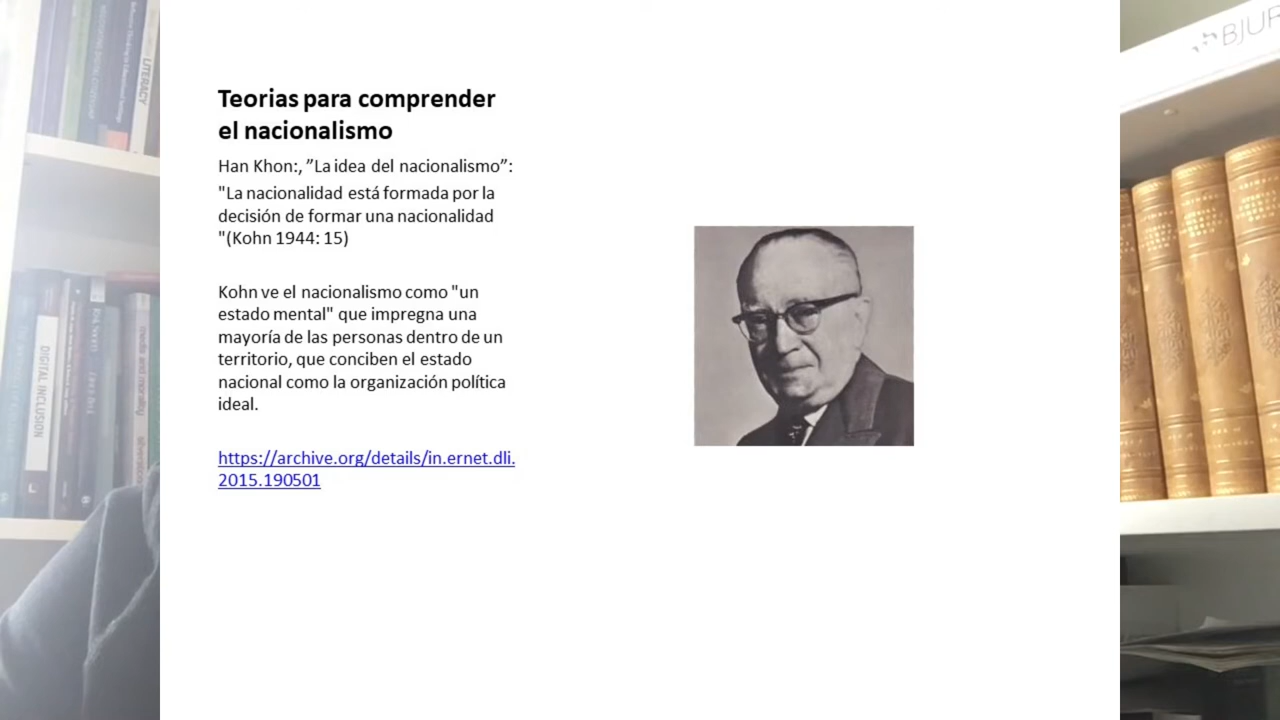 LITERACY
DIGITAL INCLUSION
Teorias para comprender
el nacionalismo
Han Khon:, ”La idea del nacionalismo”:
"La nacionalidad está formada por la
decisión de formar una nacionalidad
"(Kohn 1944: 15)
Kohn ve el nacionalismo como "un
estado mental" que impregna una
mayoría de las personas dentro de un
territorio, que conciben el estado
nacional como la organización política
ideal.
https://archive.org/details/in.ernet.dli.
2015.190501
BJUR